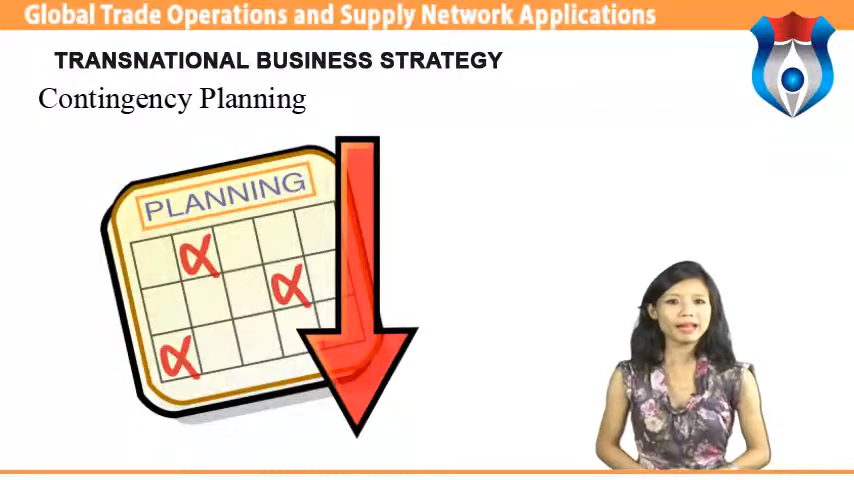 Global Trade Operations and Supply Network Applications
TRANSNATIONAL BUSINESS STRATEGY
Contingency Planning
PLANNING